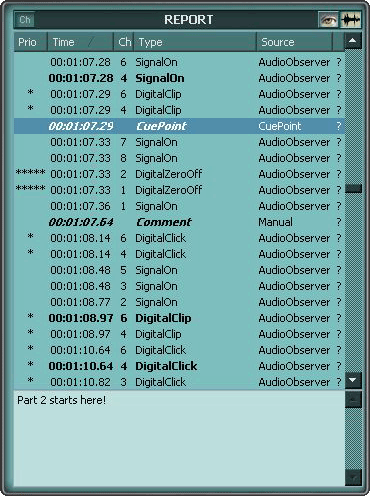 Ch REPORT
Prio Time Ch Type Source
00:01:07.28 6 SignalOn AudioObserver ?
00:01:07.28 4 SignalOn AudioObserver ?
* 00:01:07.29 6 DigitalClip AudioObserver ?
* 00:01:07.29 4 DigitalClip AudioObserver ?
00:01:07.29 CuePoint CuePoint ?
00:01:07.33 7 SignalOn AudioObserver ?
00:01:07.33 8 SignalOn AudioObserver ?
***** 00:01:07.33 2 DigitalZeroOff AudioObserver ?
***** 00:01:07.33 1 DigitalZeroOff AudioObserver ?
00:01:07.36 1 SignalOn AudioObserver ?
00:01:07.64 Comment Manual ?
* 00:01:08.14 6 DigitalClick AudioObserver ?
* 00:01:08.14 4 DigitalClick AudioObserver ?
00:01:08.48 5 SignalOn AudioObserver ?
00:01:08.48 3 SignalOn AudioObserver ?
00:01:08.77 2 SignalOn AudioObserver ?
* 00:01:08.97 6 DigitalClip AudioObserver ?
* 00:01:08.97 4 DigitalClip AudioObserver ?
* 00:01:10.64 6 DigitalClick AudioObserver ?
* 00:01:10.64 4 DigitalClick AudioObserver ?
* 00:01:10.82 3 DigitalClick AudioObserver ?
Part 2 starts here!